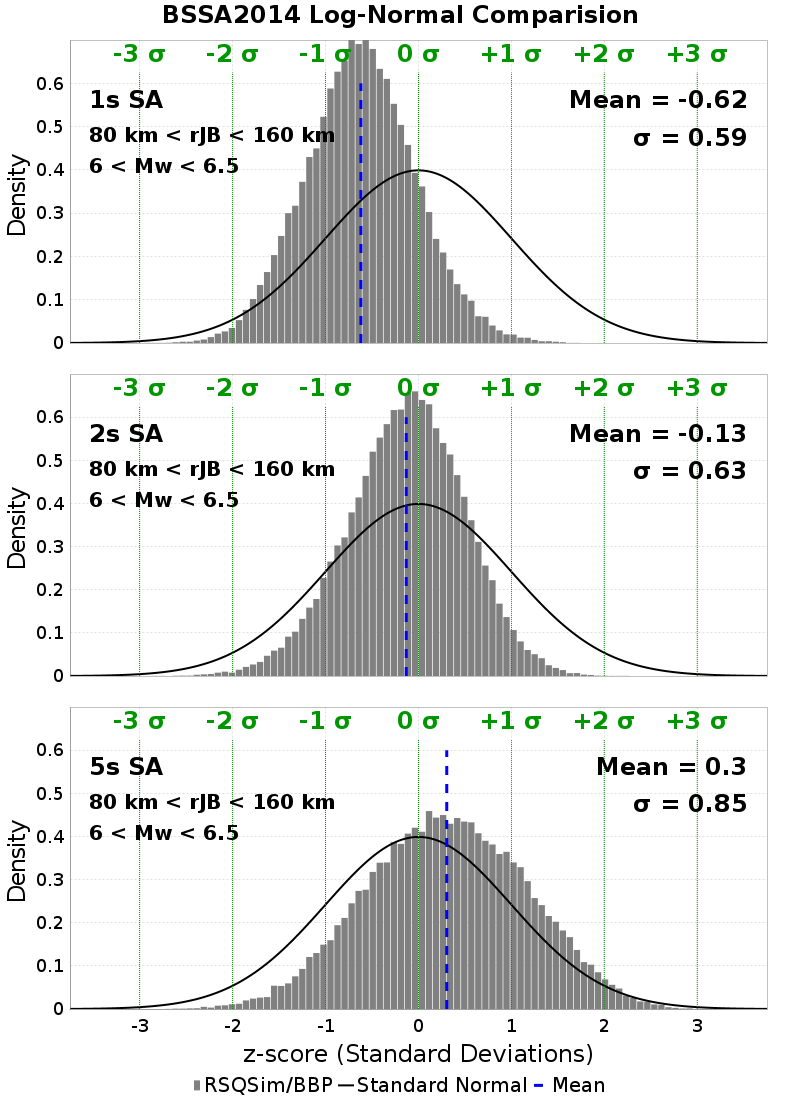 BSSA2014 Log-Normal Comparision
-3 σ -2 σ -1 σ 0 σ +1 σ +2 σ +3 σ
0.6
1s SA Mean = -0.62
0.5
80 km < rJB < 160 km σ = 0.59
6 < Mw < 6.5
0.4
0.3
0.2
0.1
0
Density
-3 σ -2 σ -1 σ 0 σ +1 σ +2 σ +3 σ
0.6
2s SA Mean = -0.13
0.5
80 km < rJB < 160 km σ = 0.63
6 < Mw < 6.5
0.4
0.3
0.2
0.1
0
Density
-3 σ -2 σ -1 σ 0 σ +1 σ +2 σ +3 σ
0.6
5s SA Mean = 0.3
0.5
80 km < rJB < 160 km σ = 0.85
6 < Mw < 6.5
0.4
0.3
0.2
0.1
0
Density
-3 -2 -1 0 1 2 3
z-score (Standard Deviations)
RSQSim/BBP Standard Normal Mean